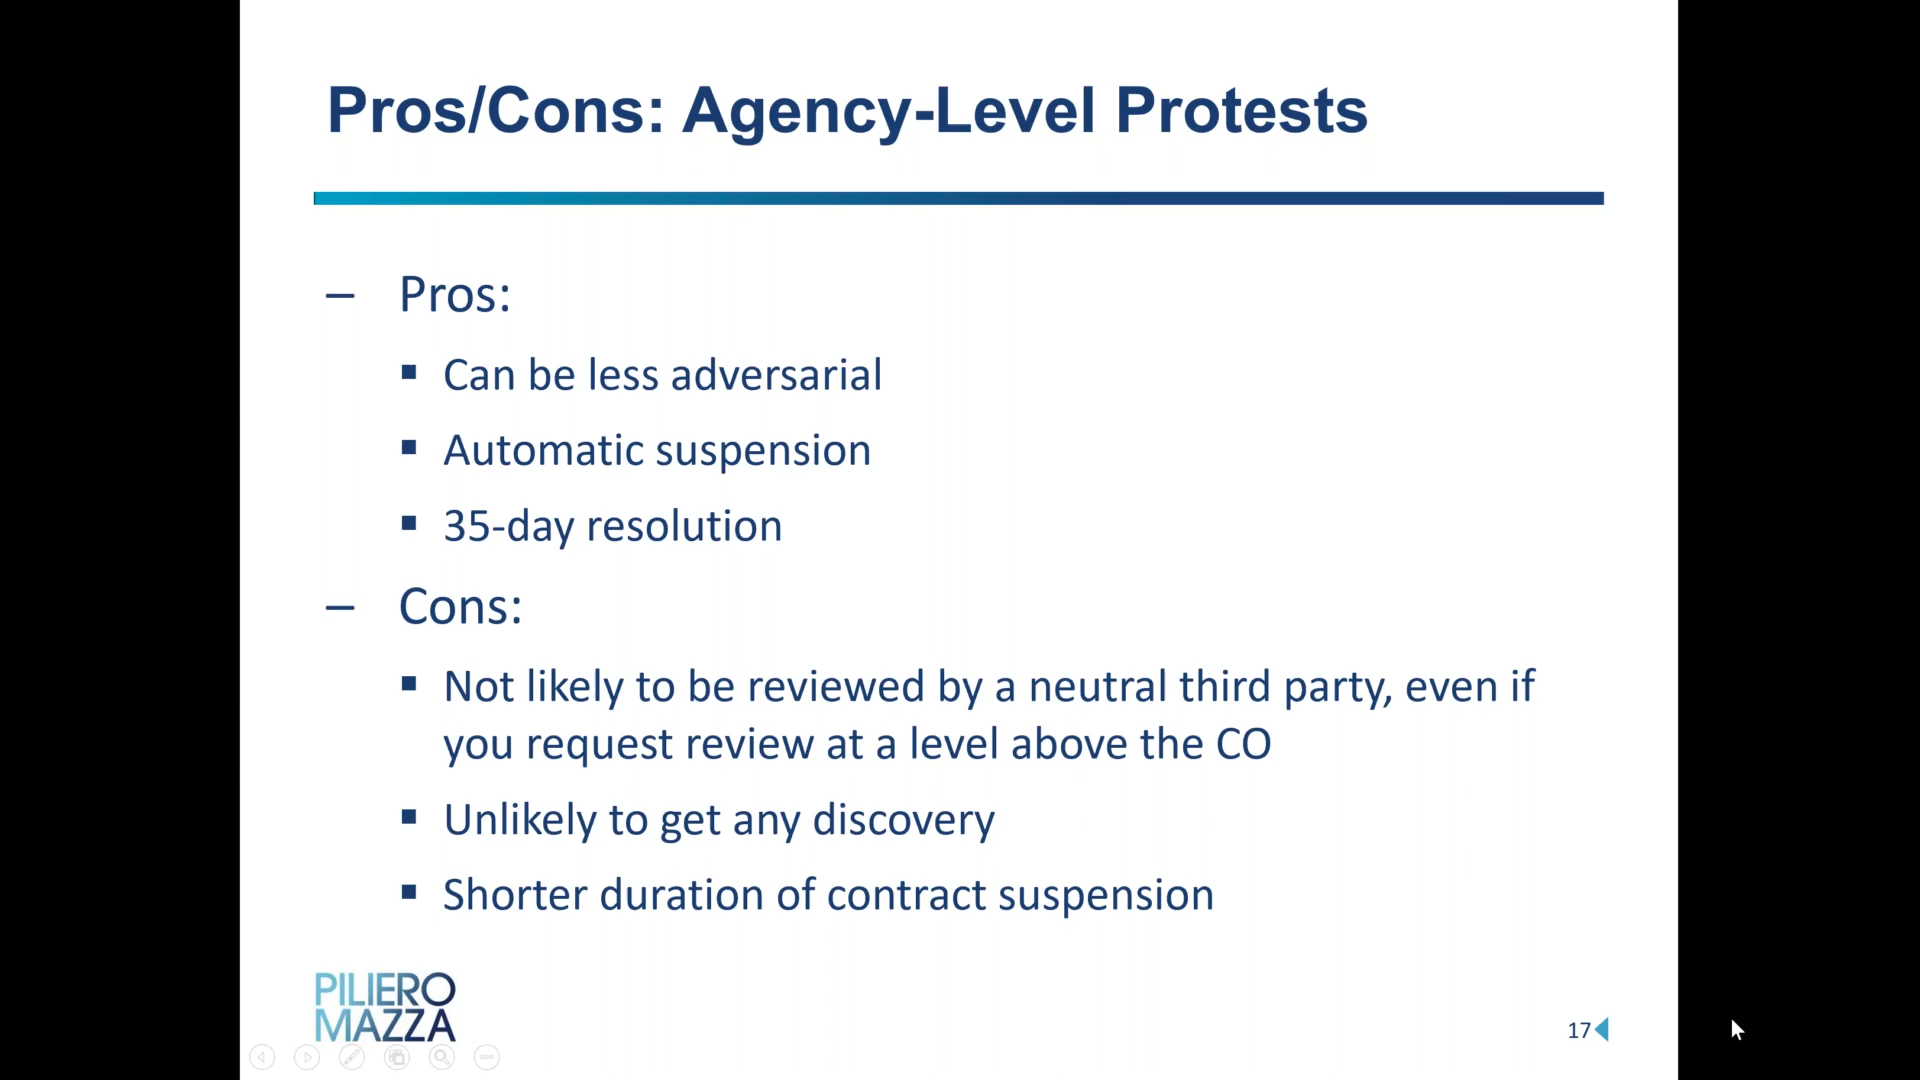 Pros/Cons: Agency-Level Protests
– Pros:
▪ Can be less adversarial
▪ Automatic suspension
▪ 35-day resolution
– Cons:
▪ Not likely to be reviewed by a neutral third party, even if
you request review at a level above the CO
▪ Unlikely to get any discovery
▪ Shorter duration of contract suspension
PILIERO
MAZZA
17